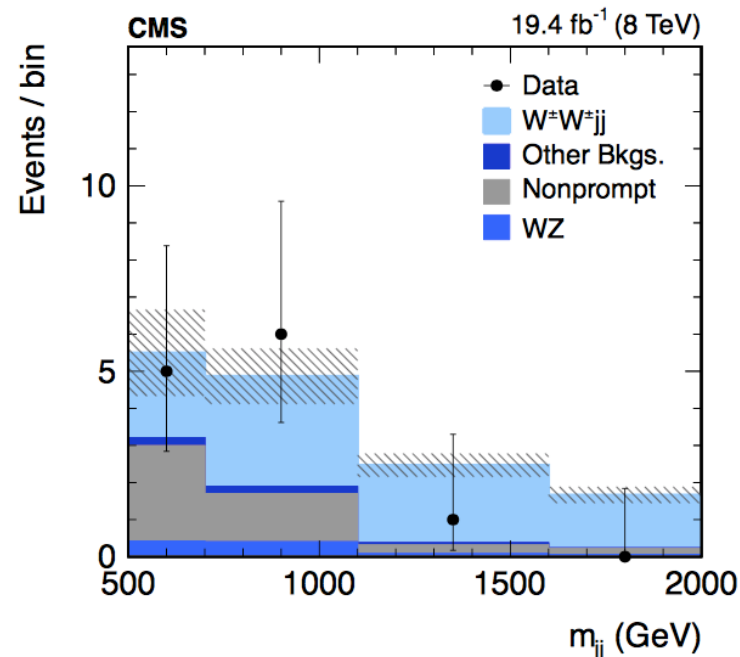 CMS
19.4 fb⁻¹ (8 TeV)
Events / bin
Data
W±W±jj
Other Bkgs.
Nonprompt
WZ
10
5
0
500
1000
1500
2000
mjj (GeV)